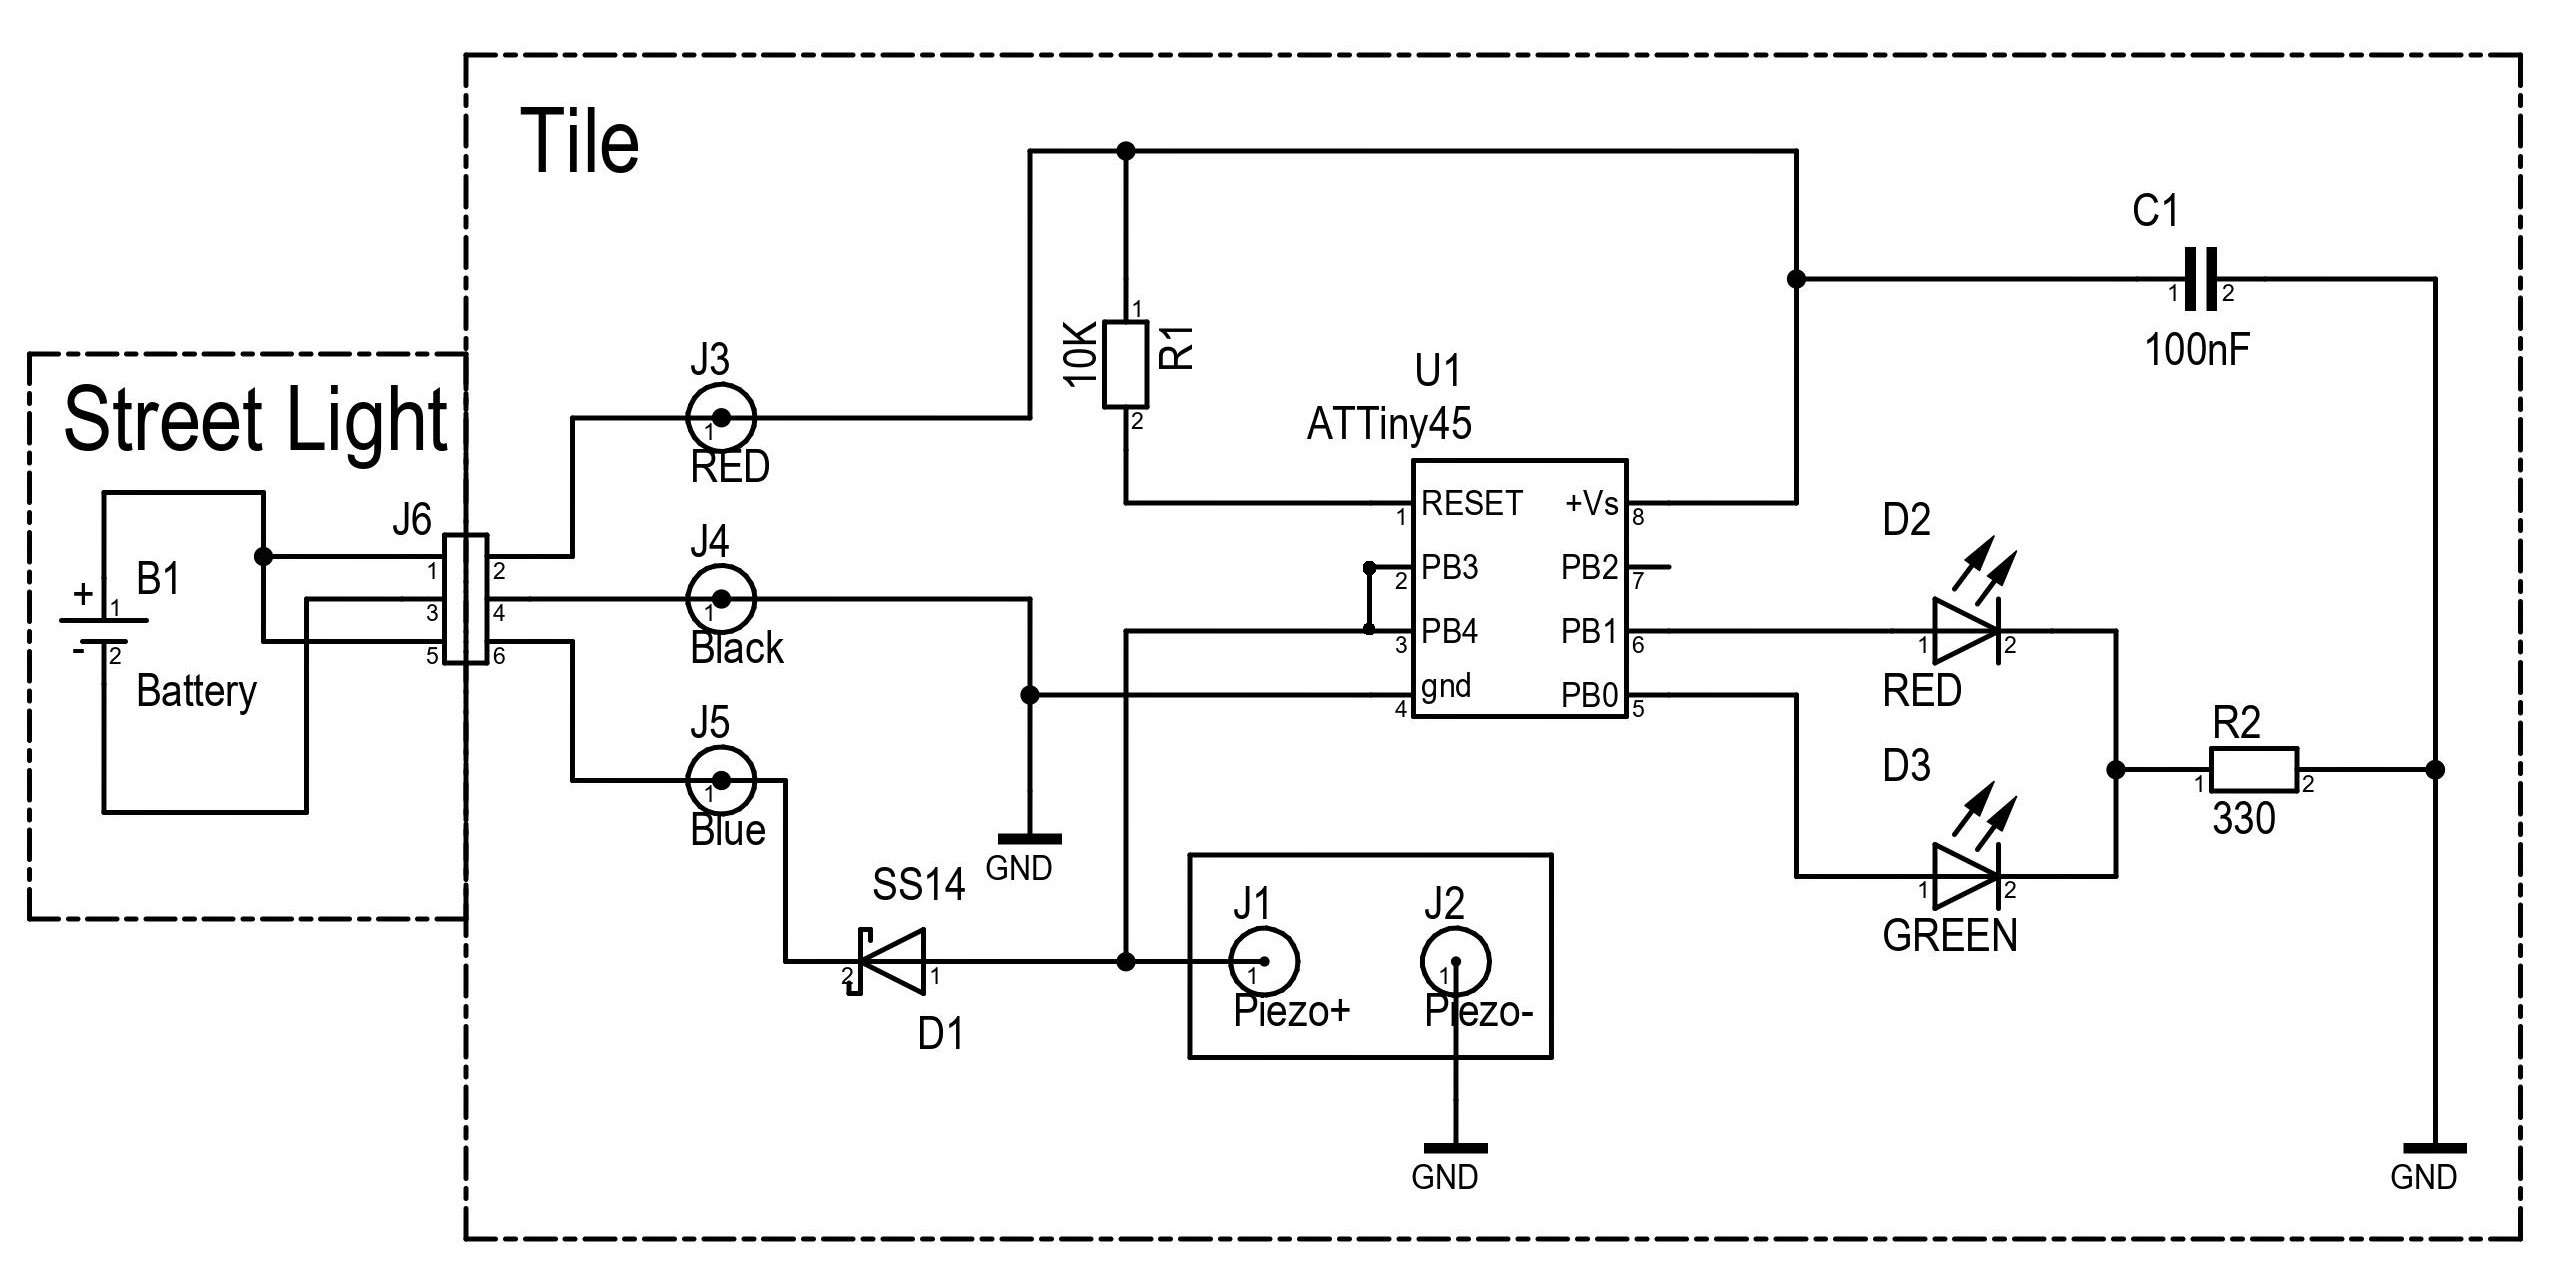 Tile
Street Light
J6
+
1
B1
-
2
Battery
1
2
3
4
5
6
J3
1
RED
J4
1
Black
J5
1
Blue
GND
SS14
2
1
D1
10K
1
R1
2
U1
ATTiny45
1
RESET
+Vs
8
2
PB3
PB2
7
3
PB4
PB1
6
4
gnd
PB0
5
J1
1
Piezo+
J2
1
Piezo-
GND
C1
1
2
100nF
D2
1
2
RED
D3
1
2
GREEN
R2
1
2
330
GND